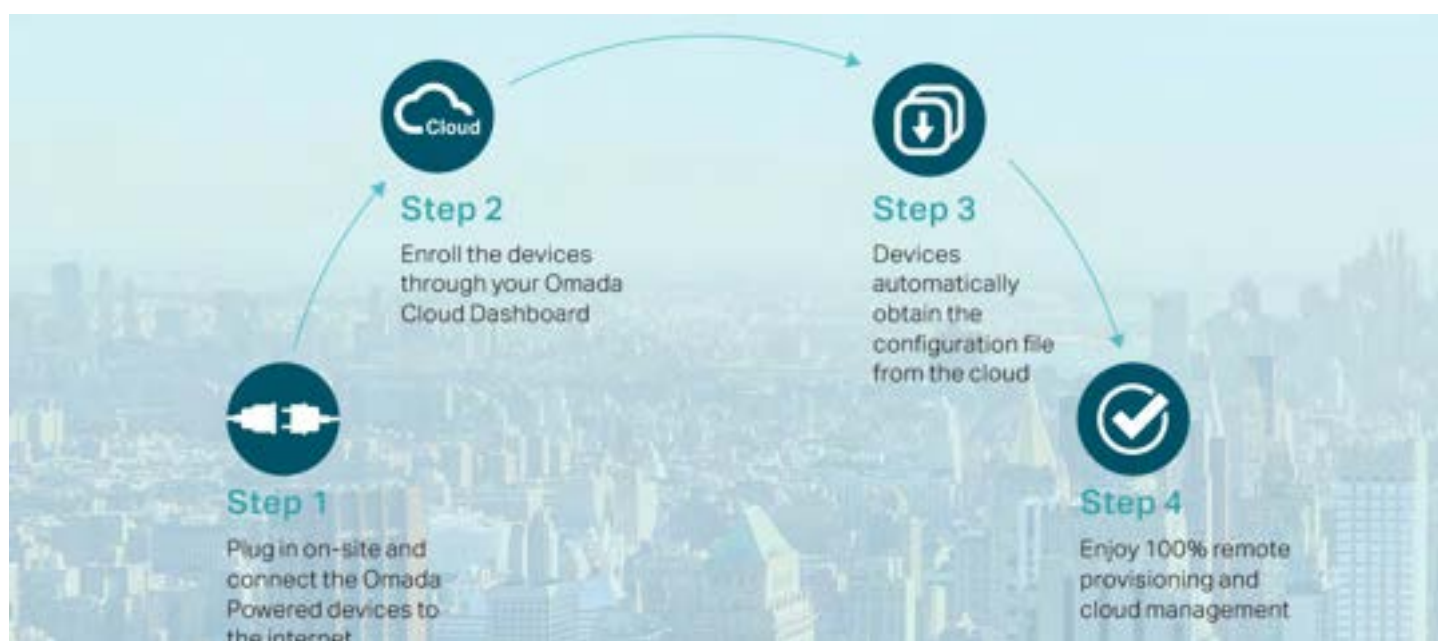 Cloud
Step 2
Enroll the devices
through your Omada
Cloud Dashboard
Step 3
Devices
automatically
obtain the
configuration file
from the cloud
Step 1
Plug in on-site and
connect the Omada
Powered devices to
the internet
Step 4
Enjoy 100% remote
provisioning and
cloud management